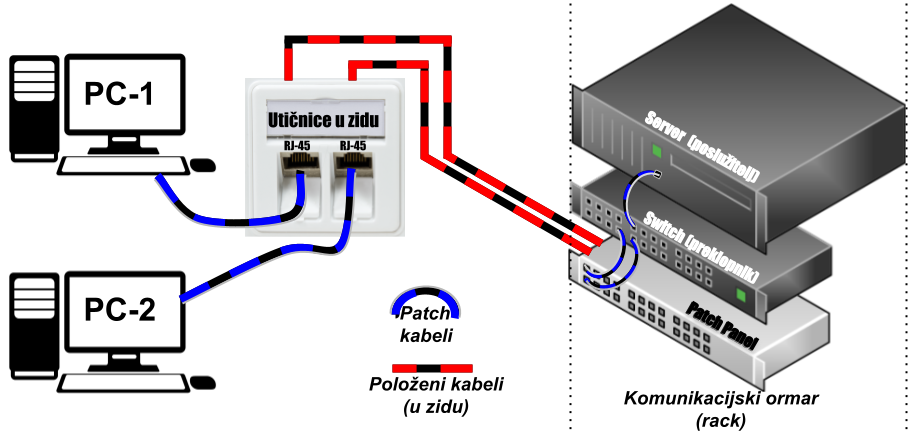 PC-1
Utičnice u zidu
RJ-45 RJ-45
PC-2
Patch
kabeli
Položeni kabeli
(u zidu)
Server (poslužitelj)
Switch (preklopnik)
Patch Panel
Komunikacijski ormar
(rack)